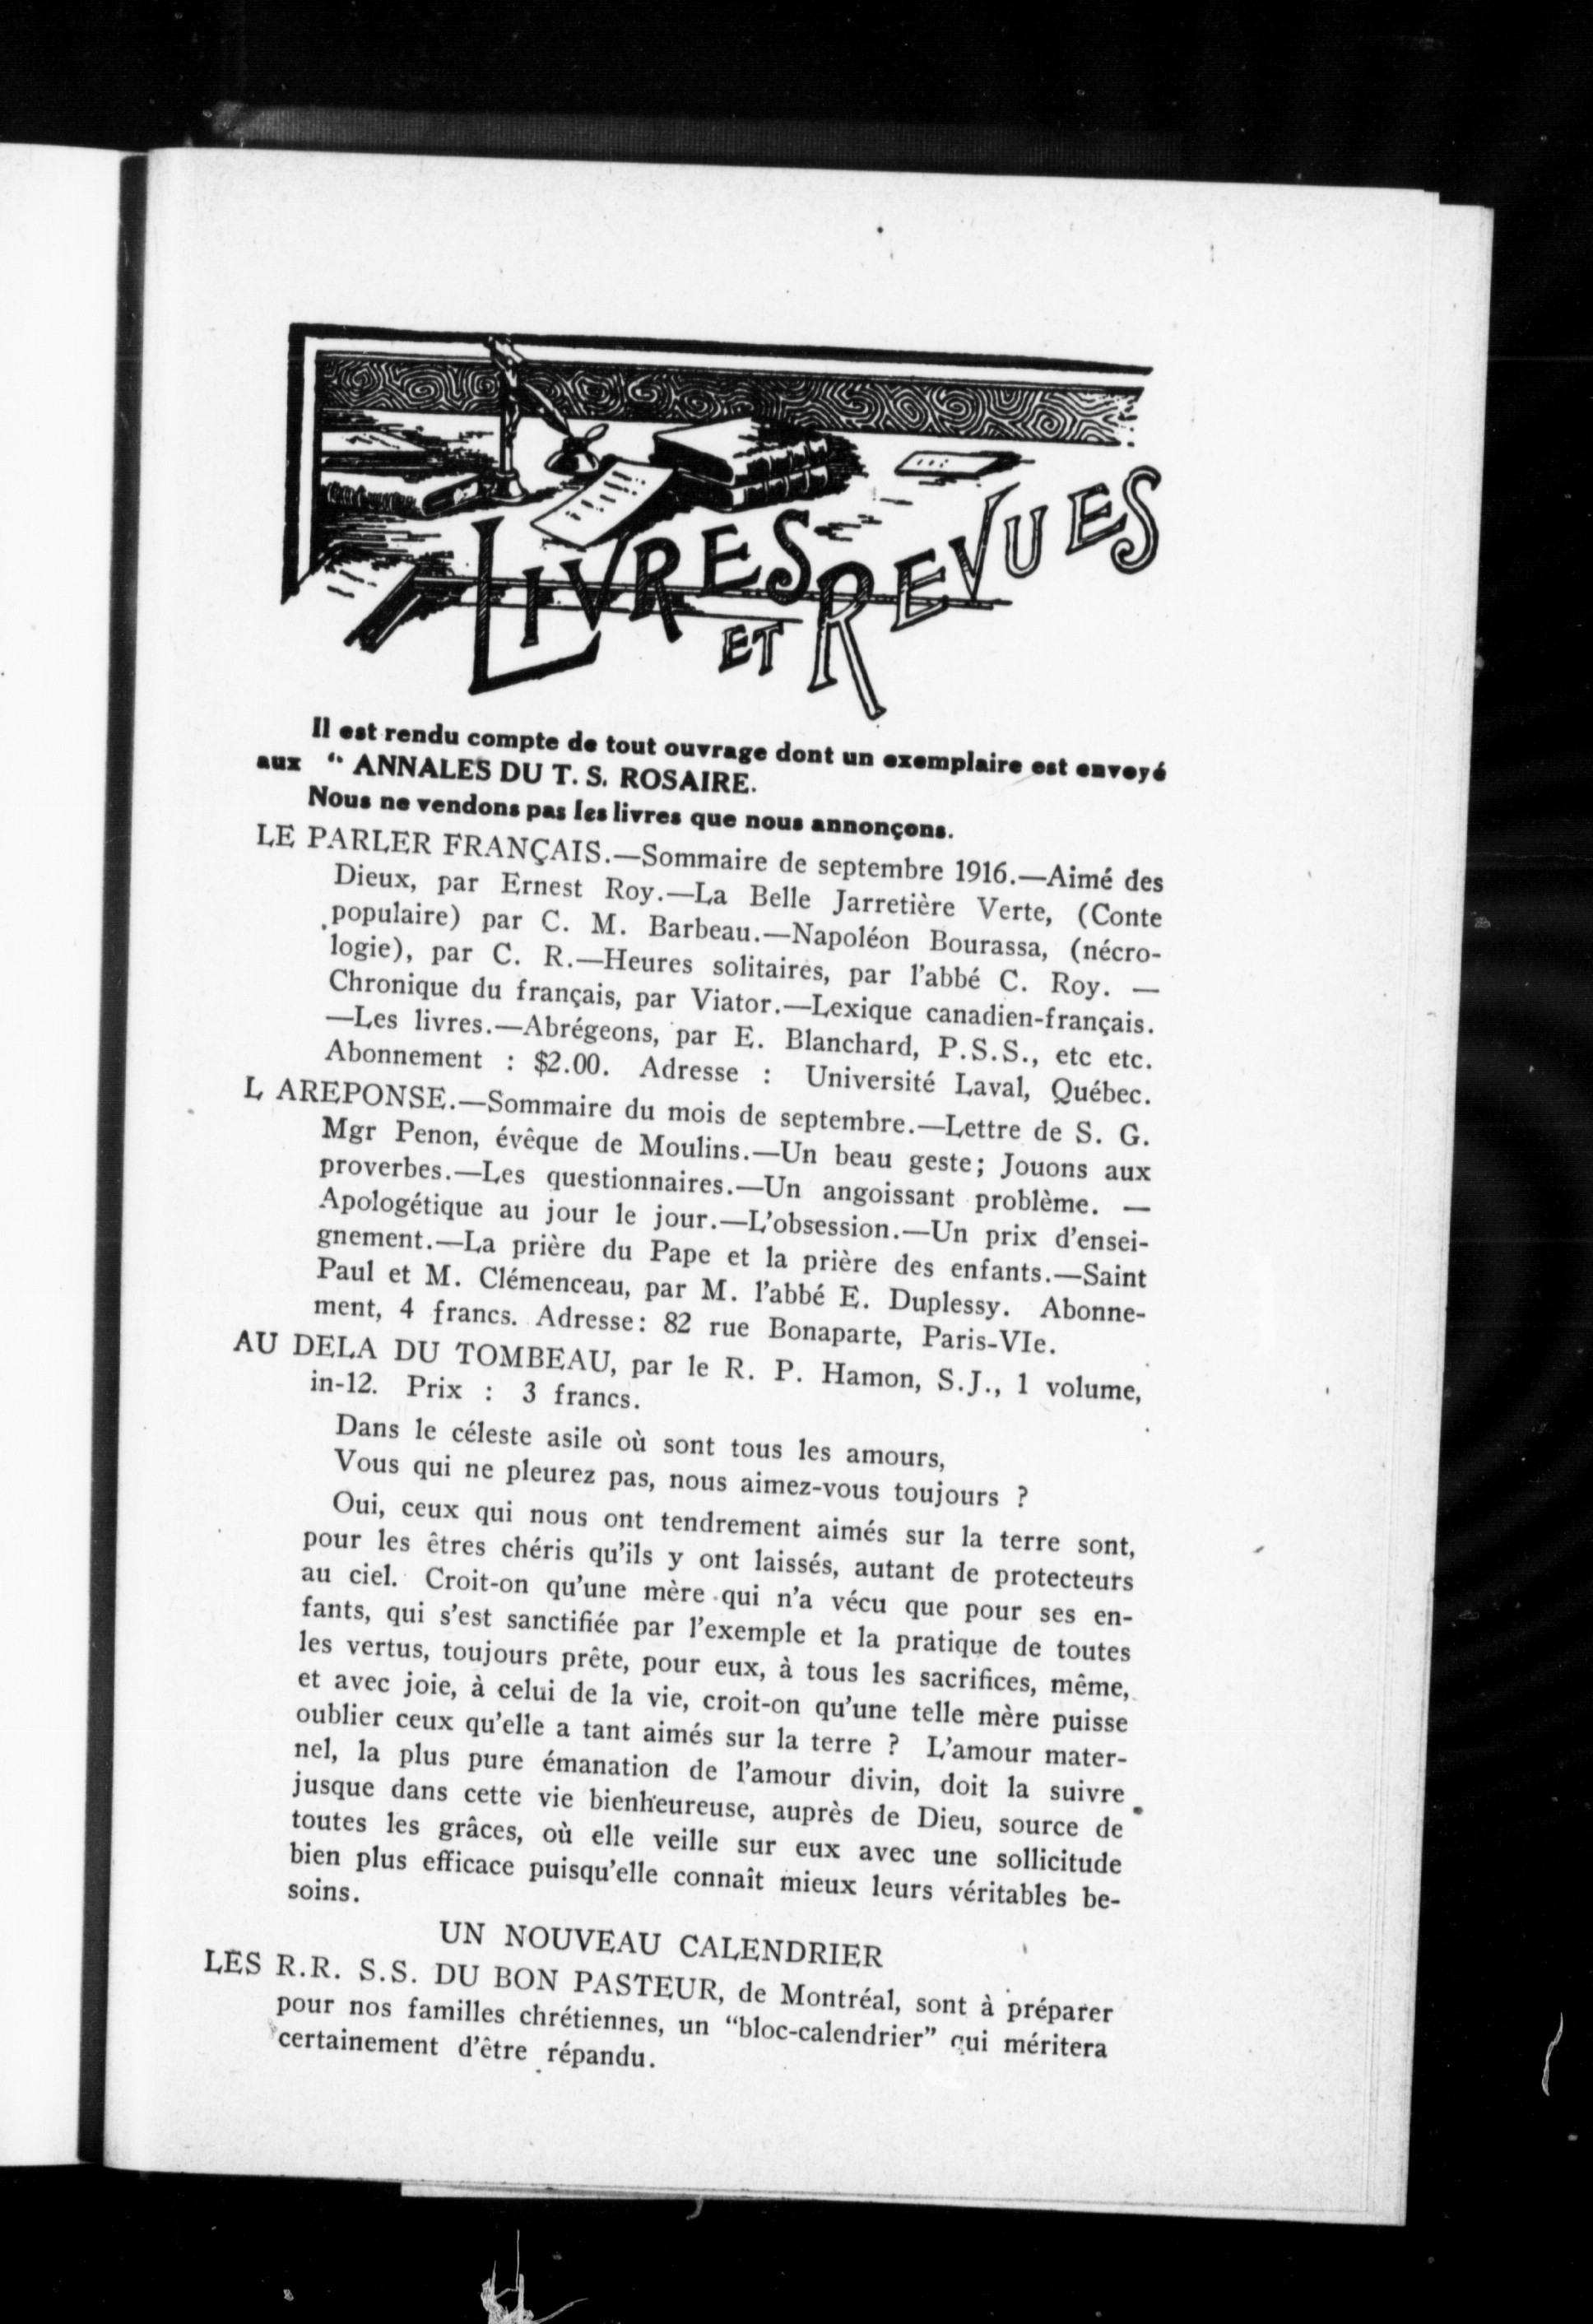 LIVRES ET REVUES
Il est rendu compte de tout ouvrage dont un exemplaire est envoyé
aux “ ANNALES DU T. S. ROSAIRE.
Nous ne vendons pas les livres que nous annonçons.
LE PARLER FRANÇAIS.—Sommaire de septembre 1916.—Aimé des
Dieux, par Ernest Roy.—La Belle Jarretière Verte, (Conte
populaire) par C. M. Barbeau.—Napoléon Bourassa, (nécro-
logie), par C. R.—Heures solitaires, par l'abbé C. Roy. —
Chronique du français, par Viator.—Lexique canadien-français.
—Les livres.—Abrégeons, par E. Blanchard, P.S.S., etc etc.
Abonnement : $2.00. Adresse : Université Laval, Québec.
L AREPONSE.—Sommaire du mois de septembre.—Lettre de S. G.
Mgr Penon, évêque de Moulins.—Un beau geste; Jouons aux
proverbes.—Les questionnaires.—Un angoissant problème. —
Apologétique au jour le jour.—L'obsession.—Un prix d'ensei-
gnement.—La prière du Pape et la prière des enfants.—Saint
Paul et M. Clémenceau, par M. l'abbé E. Duplessy. Abonne-
ment, 4 francs. Adresse: 82 rue Bonaparte, Paris-VIe.
AU DELA DU TOMBEAU, par le R. P. Hamon, S.J., 1 volume,
in-12. Prix : 3 francs.
Dans le céleste asile où sont tous les amours,
Vous qui ne pleurez pas, nous aimez-vous toujours ?
Oui, ceux qui nous ont tendrement aimés sur la terre sont,
pour les êtres chéris qu'ils y ont laissés, autant de protecteurs
au ciel. Croit-on qu'une mère qui n'a vécu que pour ses en-
fants, qui s'est sanctifiée par l'exemple et la pratique de toutes
les vertus, toujours prête, pour eux, à tous les sacrifices, même,
et avec joie, à celui de la vie, croit-on qu'une telle mère puisse
oublier ceux qu'elle a tant aimés sur la terre ? L'amour mater-
nel, la plus pure émanation de l'amour divin, doit la suivre
jusque dans cette vie bienheureuse, auprès de Dieu, source de
toutes les grâces, où elle veille sur eux avec une sollicitude
bien plus efficace puisqu'elle connaît mieux leurs véritables be-
soins.
UN NOUVEAU CALENDRIER
LES R.R. S.S. DU BON PASTEUR, de Montréal, sont à préparer
pour nos familles chrétiennes, un “bloc-calendrier” qui méritera
certainement d'être répandu.